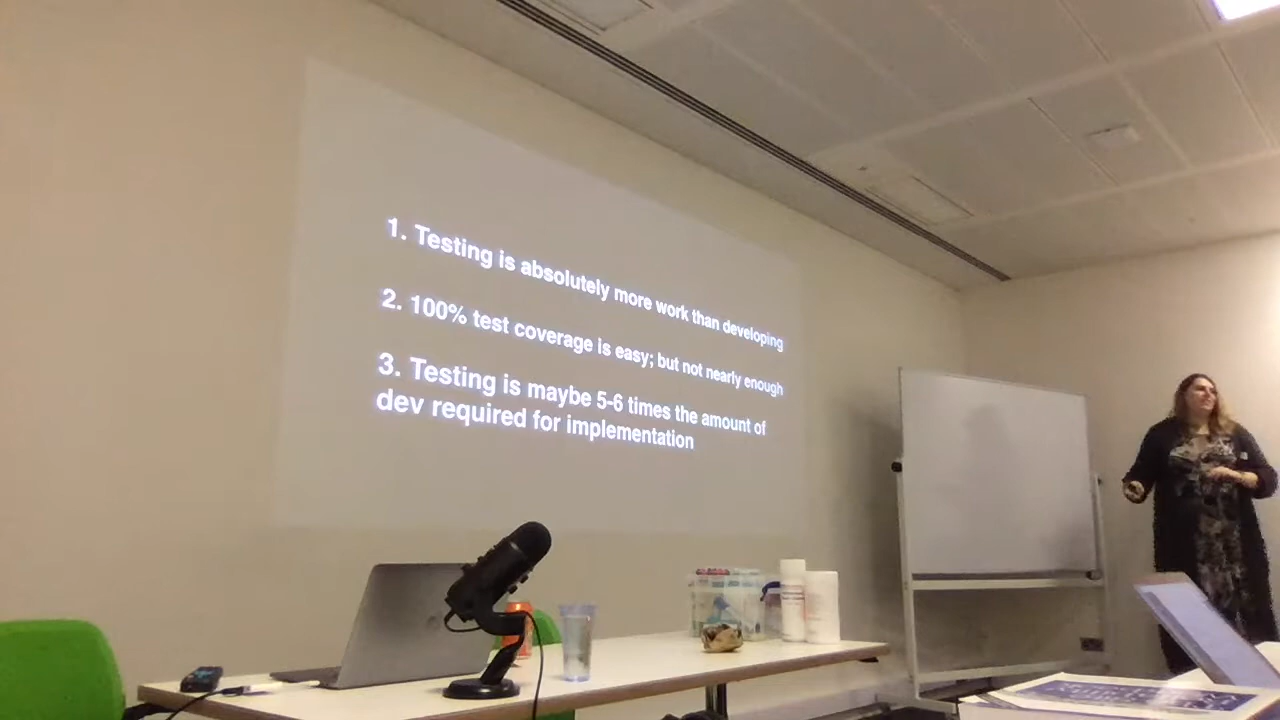 1. Testing is absolutely more work than developing
2. 100% test coverage is easy; but not nearly enough
3. Testing is maybe 5-6 times the amount of
dev required for implementation